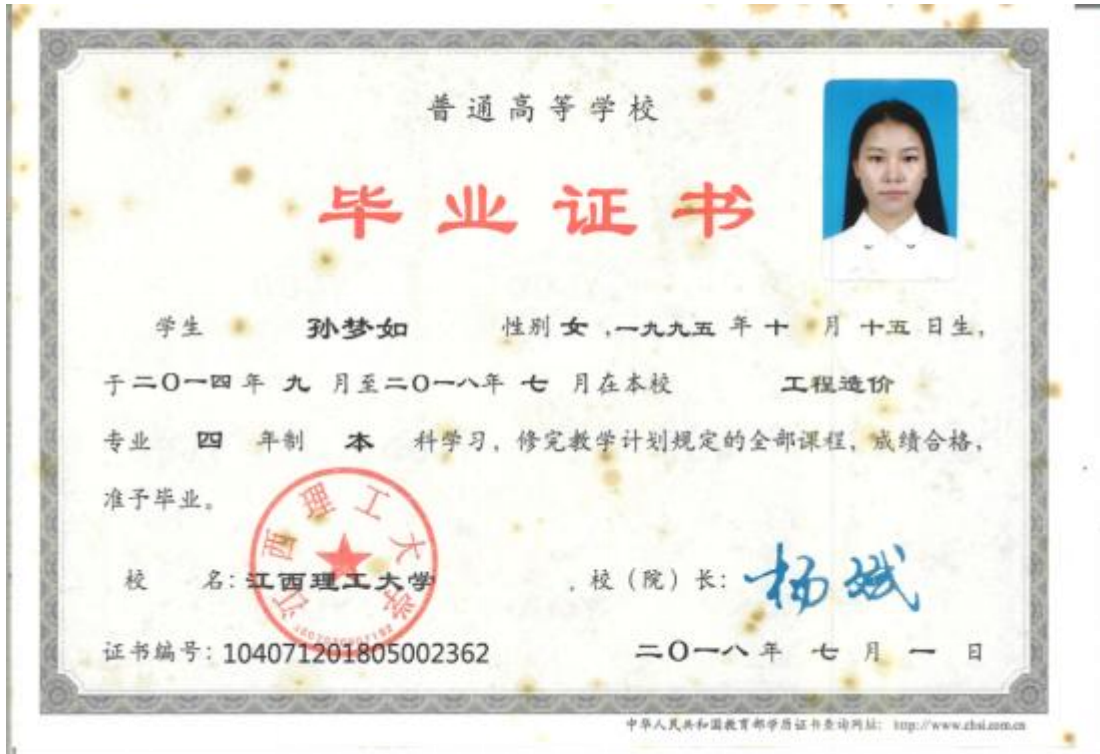 普通高等学校
毕业证书
学生 孙梦如 性别 女 ,一九九五 年 十 月 十五 日生,
于二〇一四年 九 月至二〇一八年 七 月在本校 工程造价
专业 四 年制 本 科学习, 修完教学计划规定的全部课程, 成绩合格,
准予毕业。
江西理工大学
校 名: 江西理工大学 校(院)长: 杨斌
证书编号: 104071201805002362 二〇一八 年 七 月 一 日
中华人民共和国教育部学历证书查询网址: http://www.chsi.com.cn